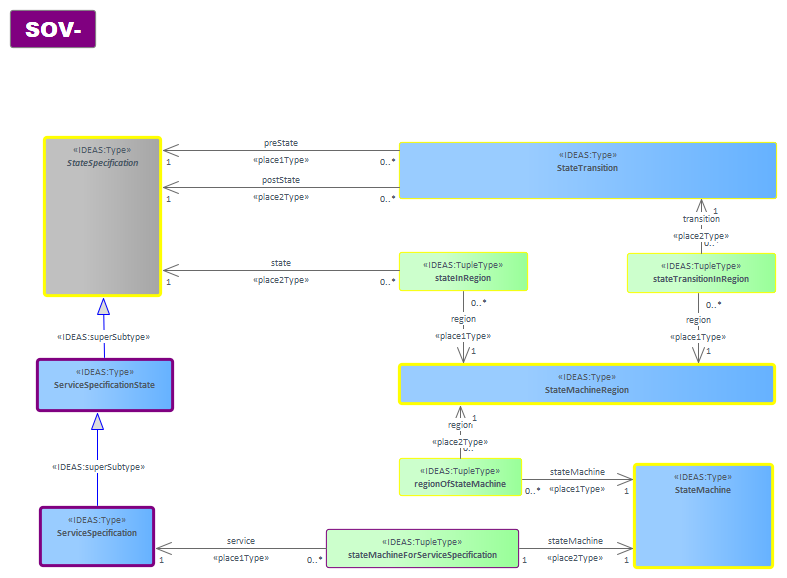 SOV-
«IDEAS:Type»
StateSpecification
preState
1
«place1Type»
0..*
postState
1
«place2Type»
0..*
«IDEAS:Type»
StateTransition
1
transition
«place2Type»
0..
state
1
«place2Type»
0..*
«IDEAS:TupleType»
stateInRegion
«IDEAS:TupleType»
stateTransitionInRegion
0..*
region
«place1Type»
1
0..*
region
«place1Type»
1
«IDEAS:superSubtype»
«IDEAS:Type»
ServiceSpecificationState
«IDEAS:Type»
StateMachineRegion
1
region
«place2Type»
0..
«IDEAS:superSubtype»
«IDEAS:TupleType»
regionOfStateMachine
stateMachine
0..*
«place1Type»
1
«IDEAS:Type»
StateMachine
«IDEAS:Type»
ServiceSpecification
service
1
«place1Type»
0..*
«IDEAS:TupleType»
stateMachineForServiceSpecification
stateMachine
1
«place2Type»
1